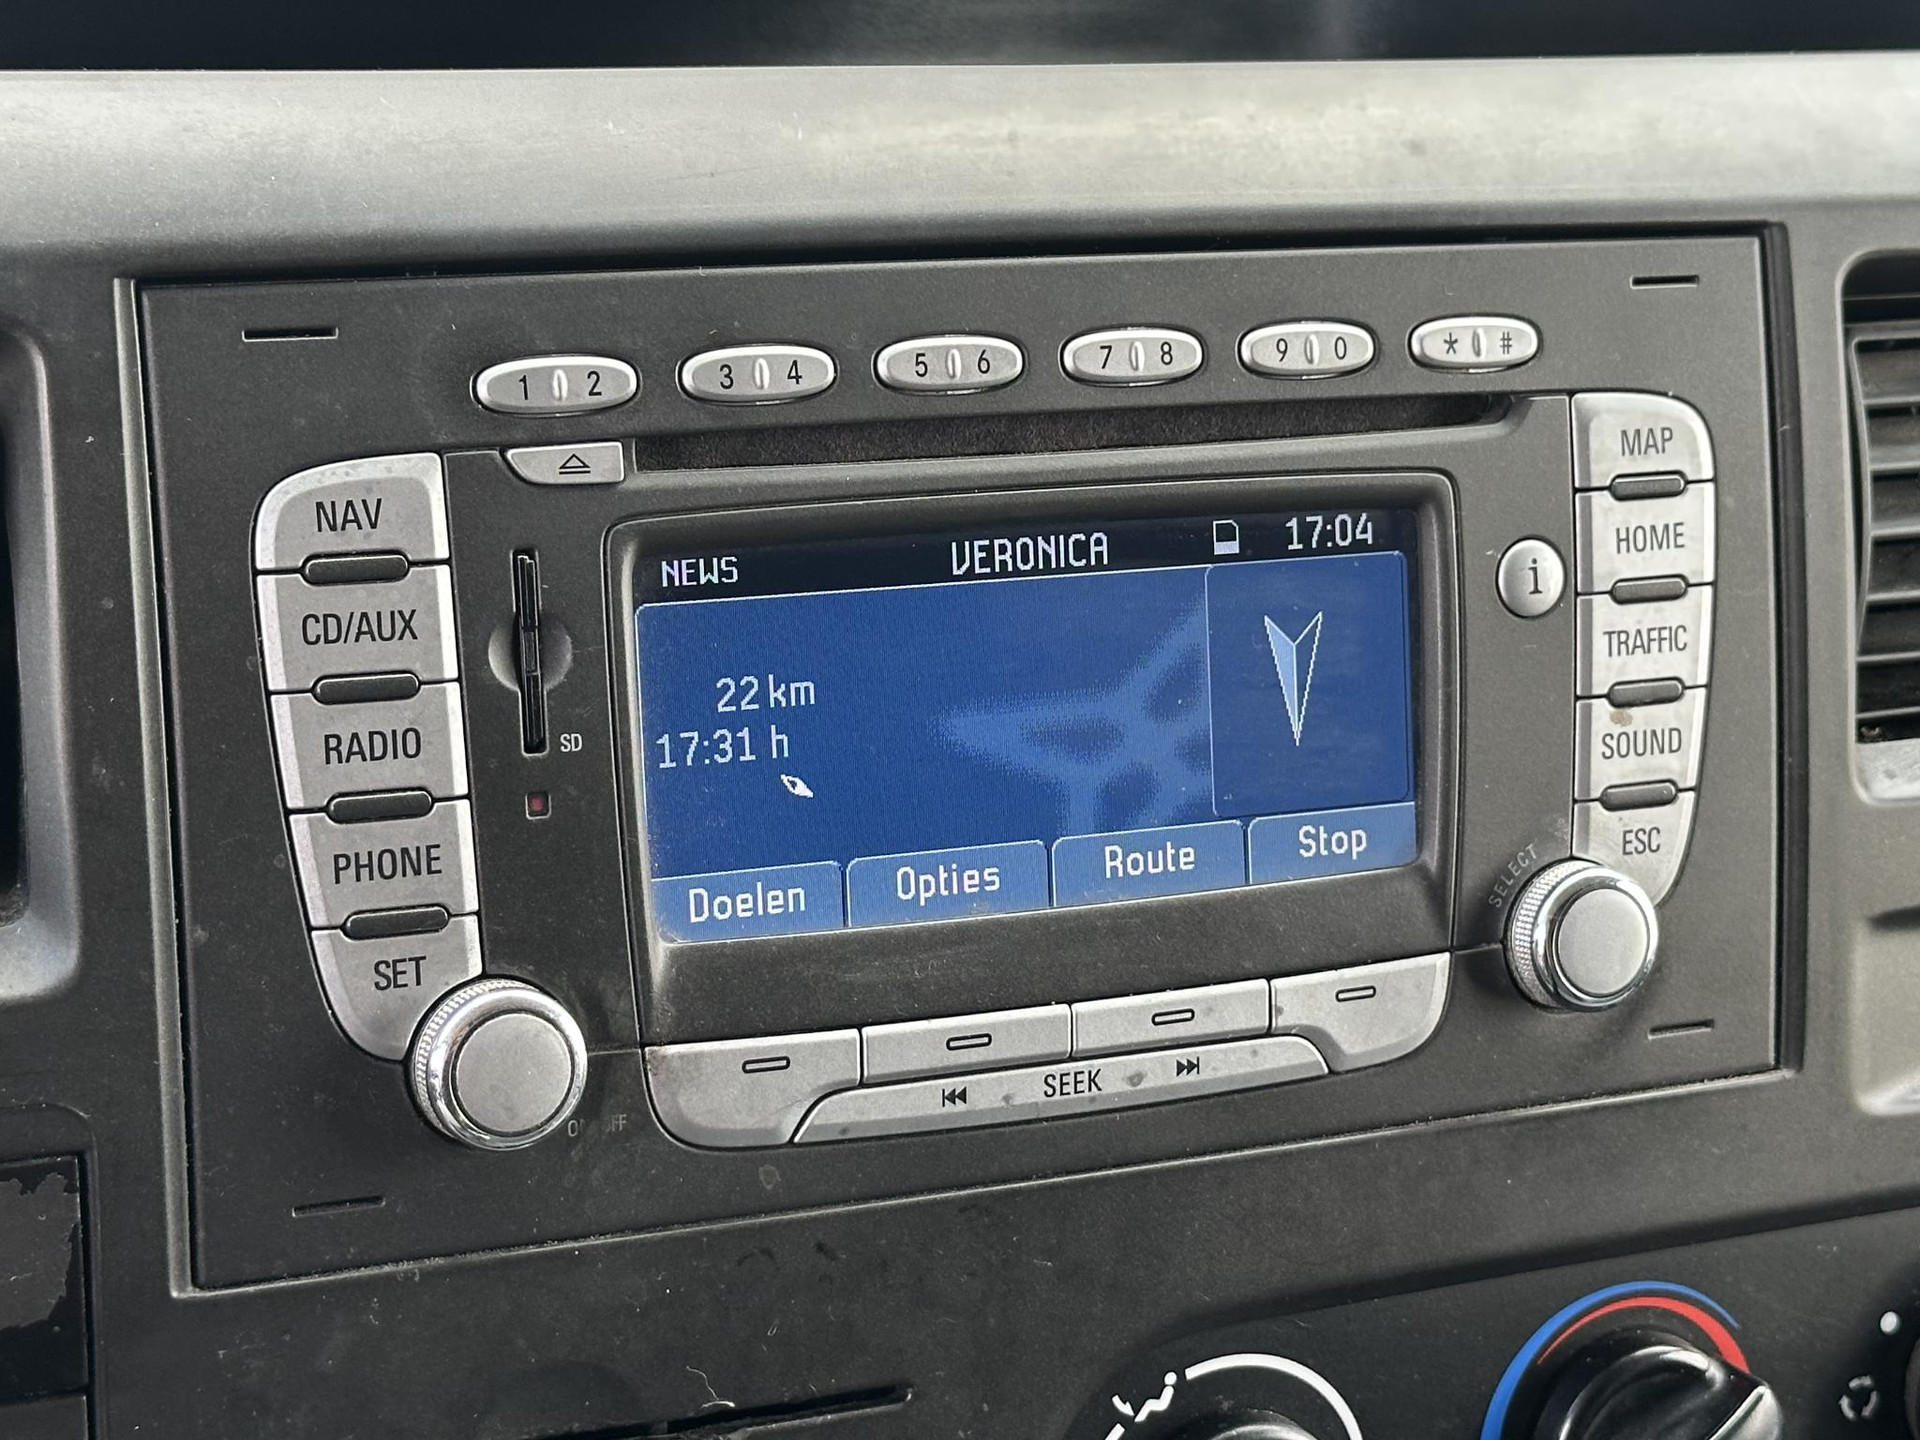 1 2 3 4 5 6 7 8 9 0 * #
NAV
CD/AUX
RADIO
PHONE
SET
SD
NEWS VERONICA 17:04
22 km
17:31 h
Doelen Opties Route Stop
i
MAP
HOME
TRAFFIC
SOUND
ESC
SELECT
SEEK